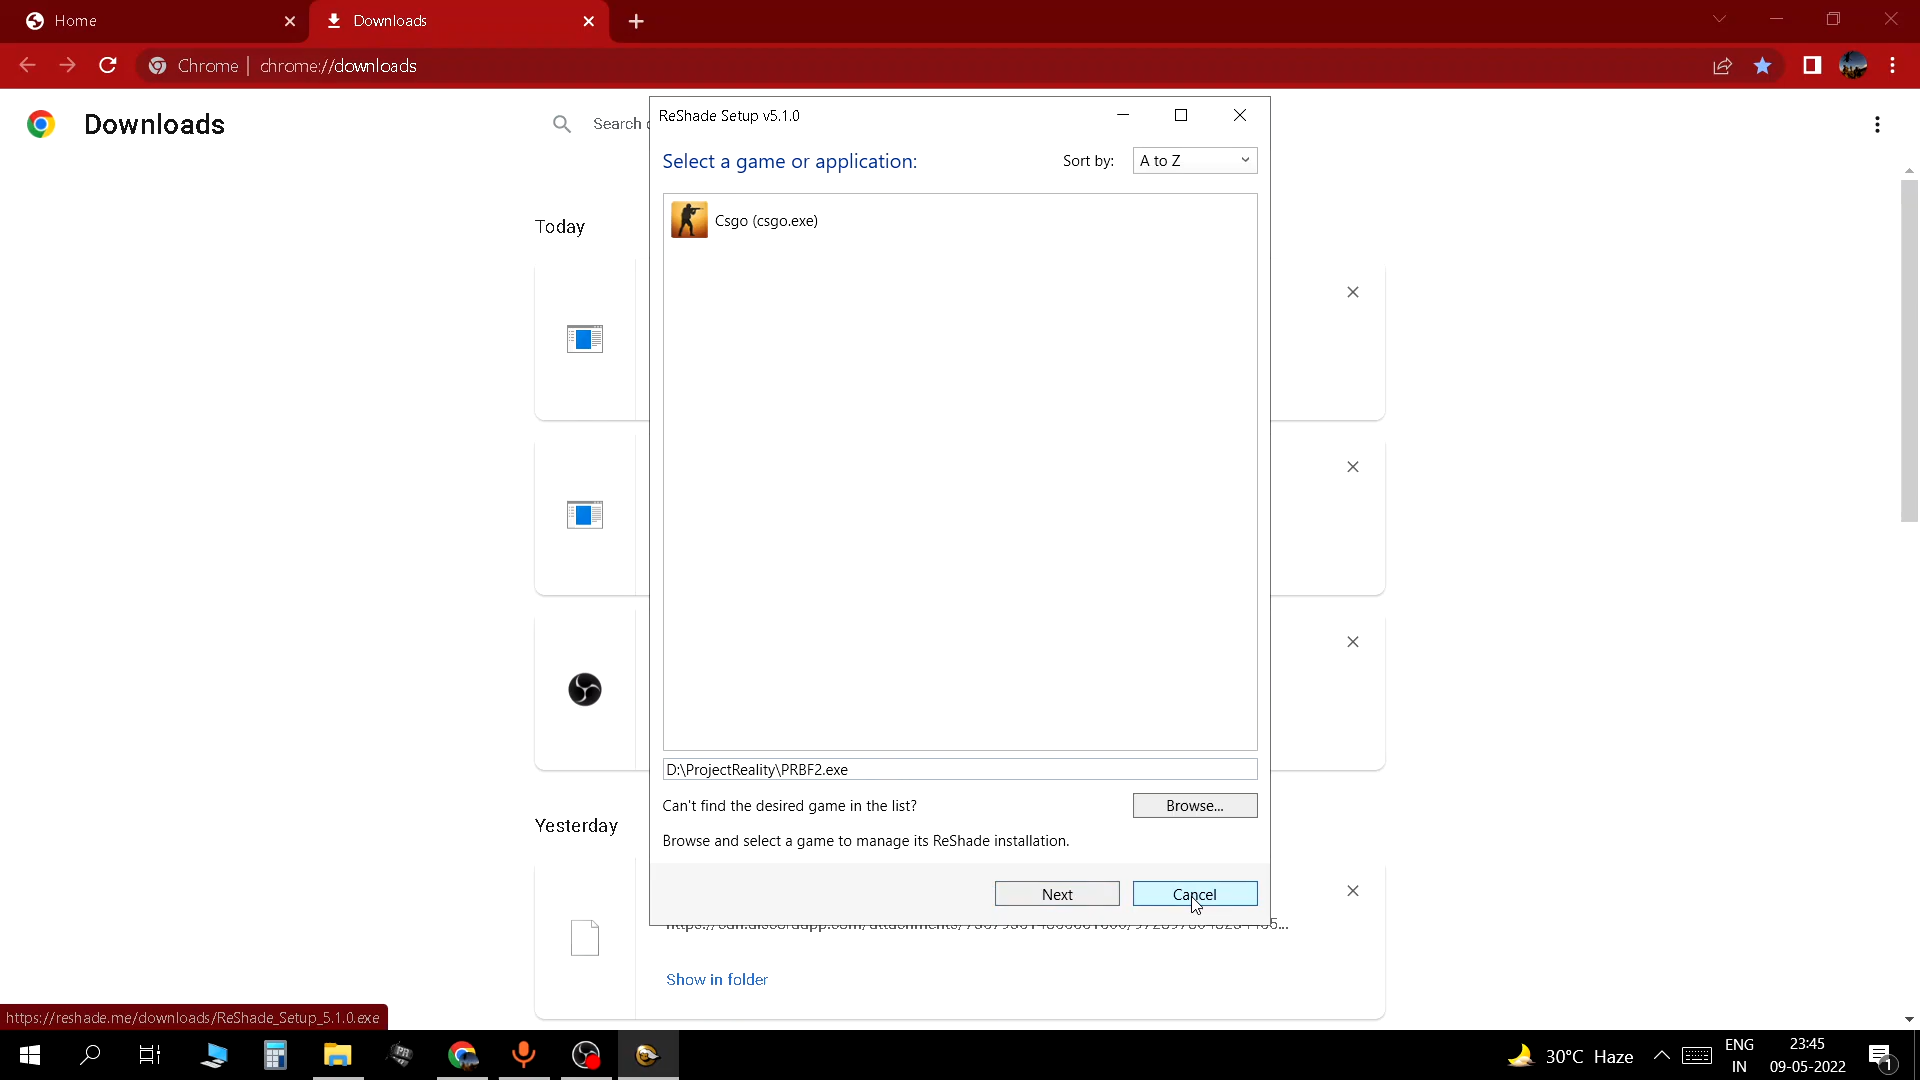 Home
Downloads
Chrome | chrome://downloads
Downloads
Search
ReShade Setup v5.1.0
Select a game or application:
Sort by:
A to Z
Csgo (csgo.exe)
Today
D:\ProjectReality\PRBF2.exe
Can't find the desired game in the list?
Browse...
Browse and select a game to manage its ReShade installation.
Yesterday
Next
Cancel
Show in folder
https://reshade.me/downloads/ReShade_Setup_5.1.0.exe
PR
30°C Haze
ENG
IN
23:45
09-05-2022
1